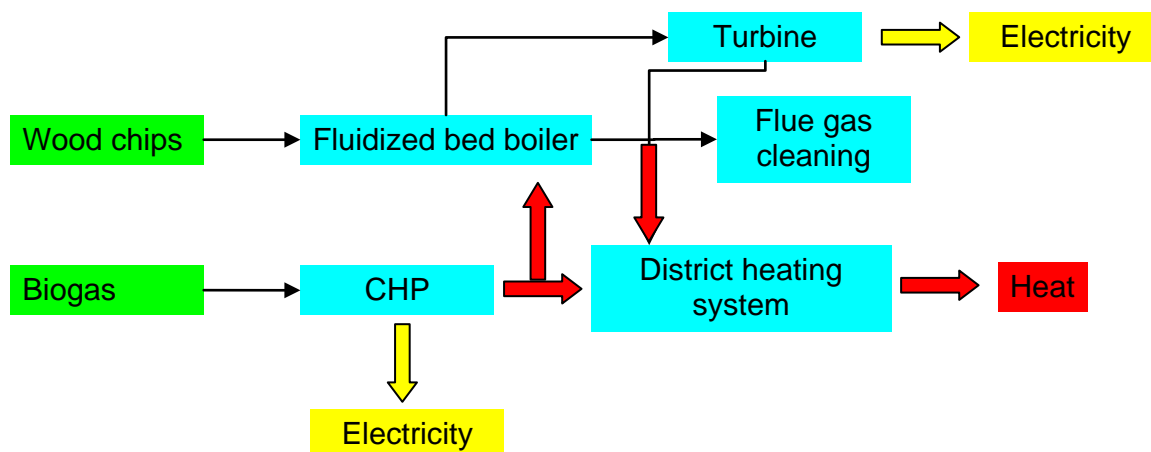 Turbine
Electricity
Wood chips
Fluidized bed boiler
Flue gas
cleaning
Biogas
CHP
District heating
system
Heat
Electricity